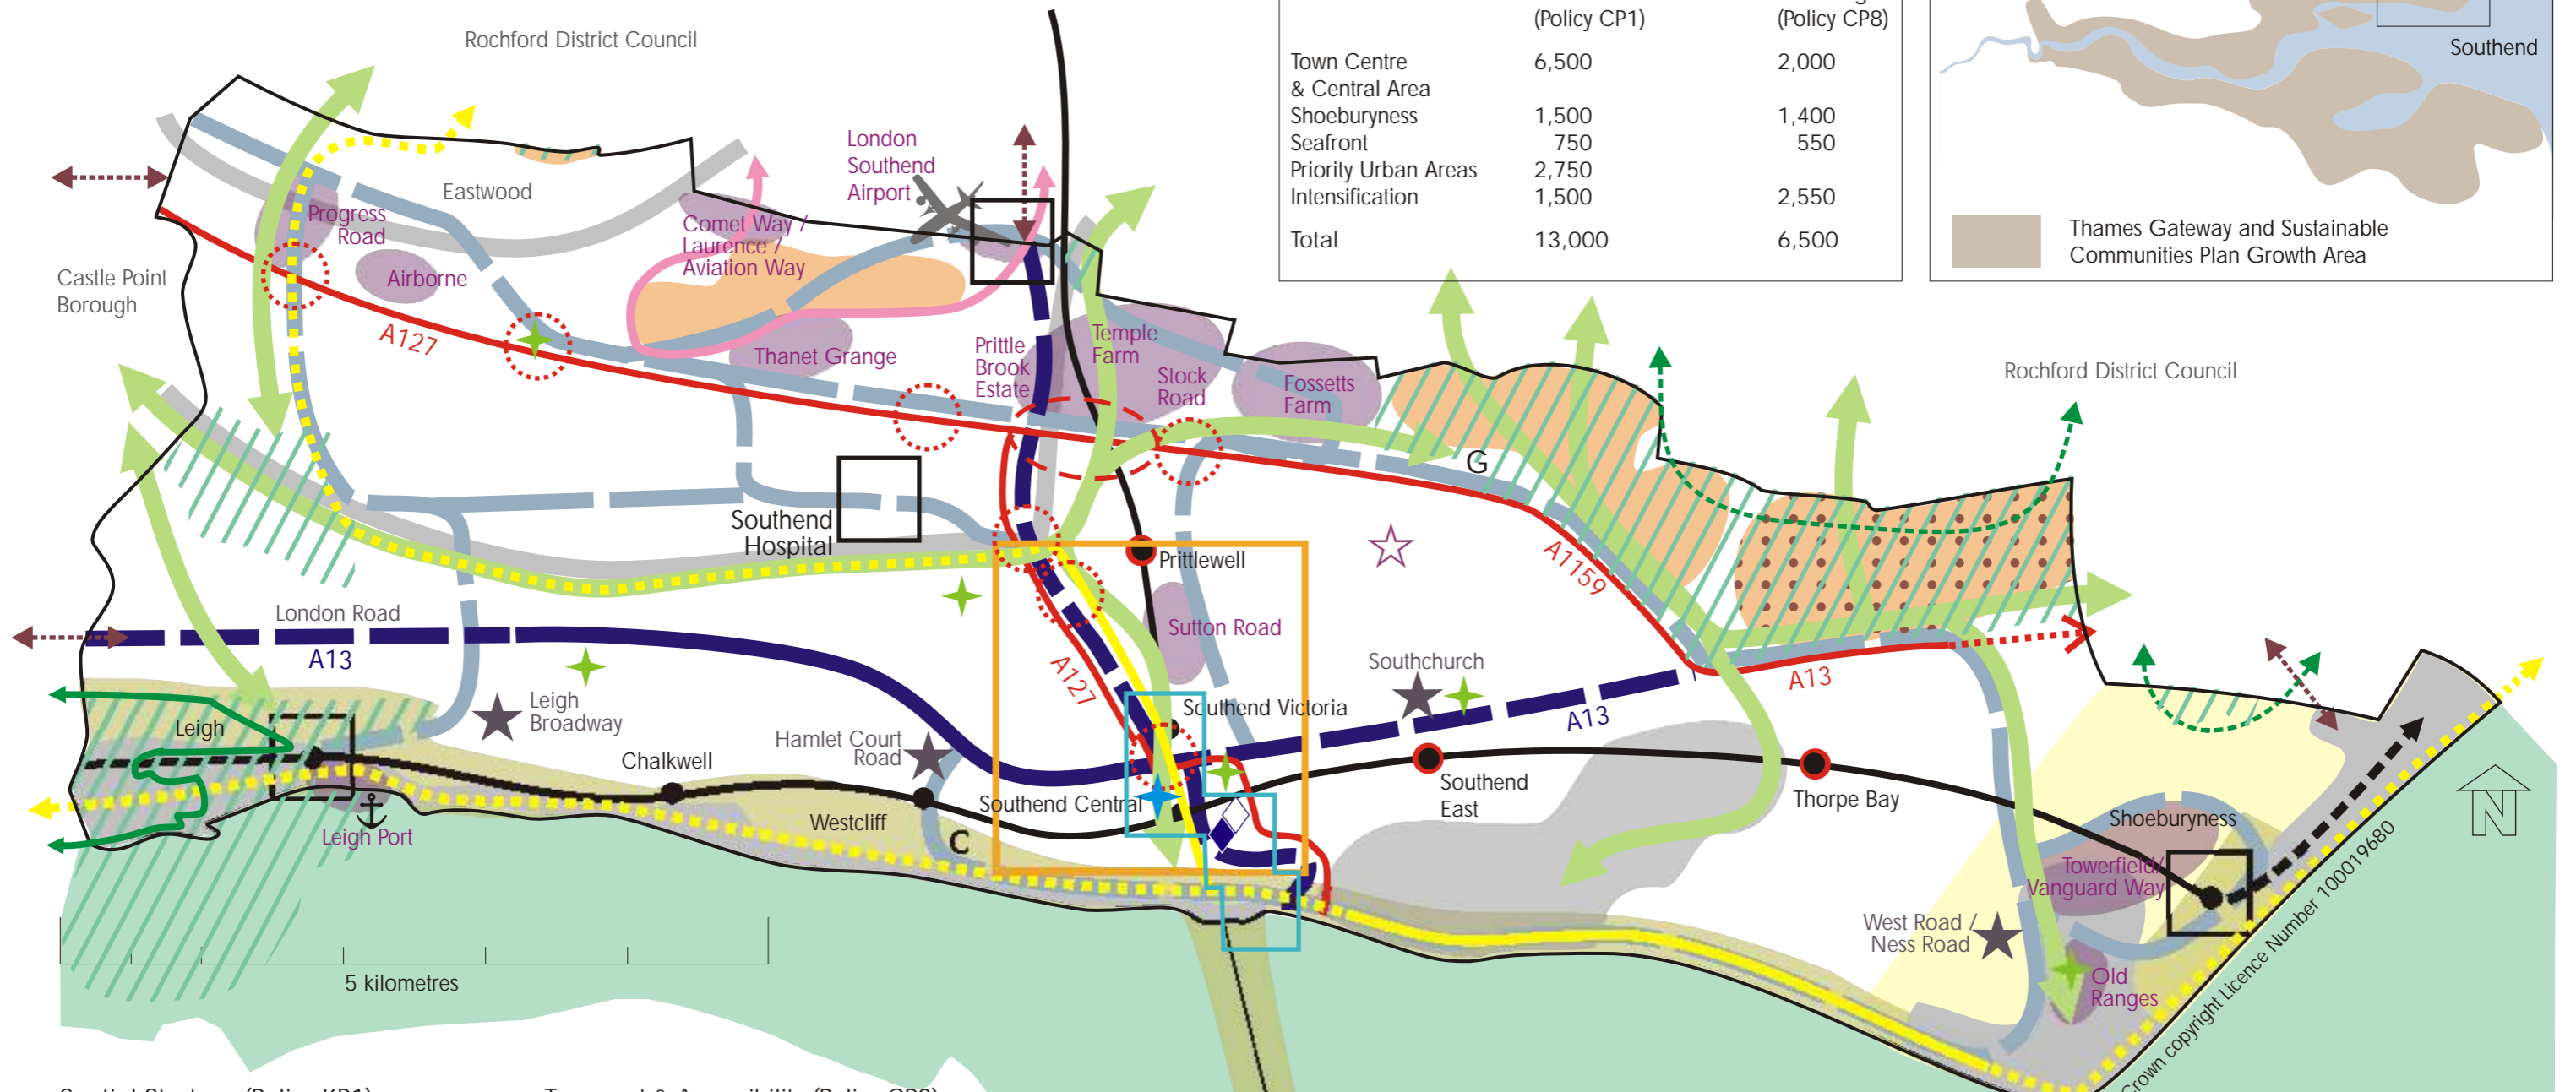 Rochford District Council
(Policy CP1)
(Policy CP8)
Town Centre 6,500 2,000
& Central Area
Shoeburyness 1,500 1,400
Seafront 750 550
Priority Urban Areas 2,750
Intensification 1,500 2,550
Total 13,000 6,500
Southend
Thames Gateway and Sustainable
Communities Plan Growth Area
London
Southend
Airport
Eastwood
Progress
Road
Airborne
Comet Way /
Laurence /
Aviation Way
Castle Point
Borough
A127
Thanet Grange
Prittle
Brook
Estate
Temple
Farm
Stock
Road
Fossetts
Farm
Rochford District Council
G
Southend
Hospital
Prittlewell
A1159
London Road
A13
Sutton Road
A127
Southchurch
A13
A13
Leigh
Leigh
Broadway
Southend Victoria
Hamlet Court
Road
Chalkwell
Southend Central
Southend
East
Thorpe Bay
Westcliff
C
Leigh Port
Shoeburyness
Towerfield/
Vanguard Way
West Road /
Ness Road
Old
Ranges
N
5 kilometres
Crown copyright Licence Number 100019680